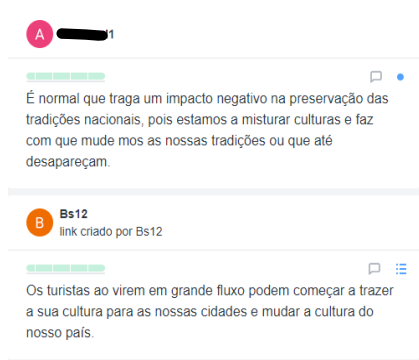 A
1
É normal que traga um impacto negativo na preservação das
tradições nacionais, pois estamos a misturar culturas e faz
com que mude mos as nossas tradições ou que até
desapareçam.
B
Bs12
link criado por Bs12
Os turistas ao virem em grande fluxo podem começar a trazer
a sua cultura para as nossas cidades e mudar a cultura do
nosso país.